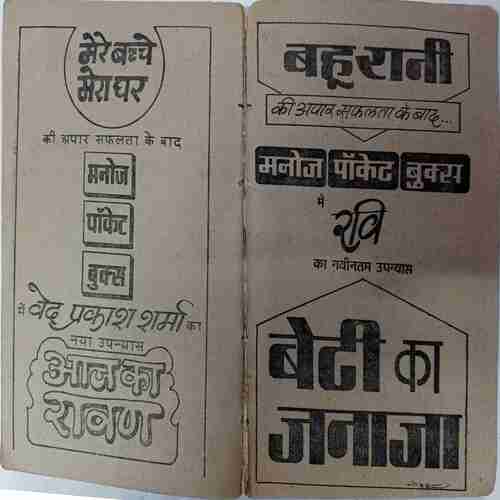 मेरे बच्चे
मेरा घर
की अपार सफलता के बाद
मनोज
पॉकेट
बुक्स
में वेद प्रकाश शर्मा का
नया उपन्यास
आज का
रावण
बहूरानी
की अपार सफलता के बाद...
मनोज पॉकेट बुक्स
में
रवि
का नवीनतम उपन्यास
बेटी का
जनाजा